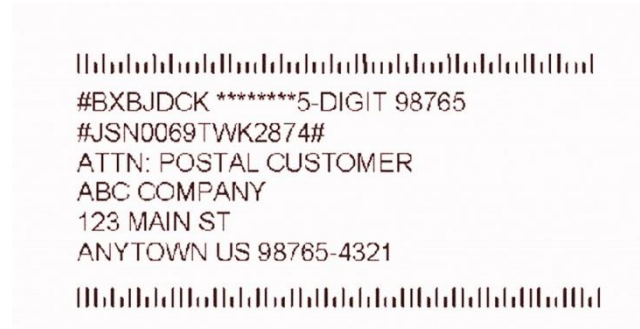 #BXBJDCK ********5-DIGIT 98765
#JSN0069TWK2874#
ATTN: POSTAL CUSTOMER
ABC COMPANY
123 MAIN ST
ANYTOWN US 98765-4321